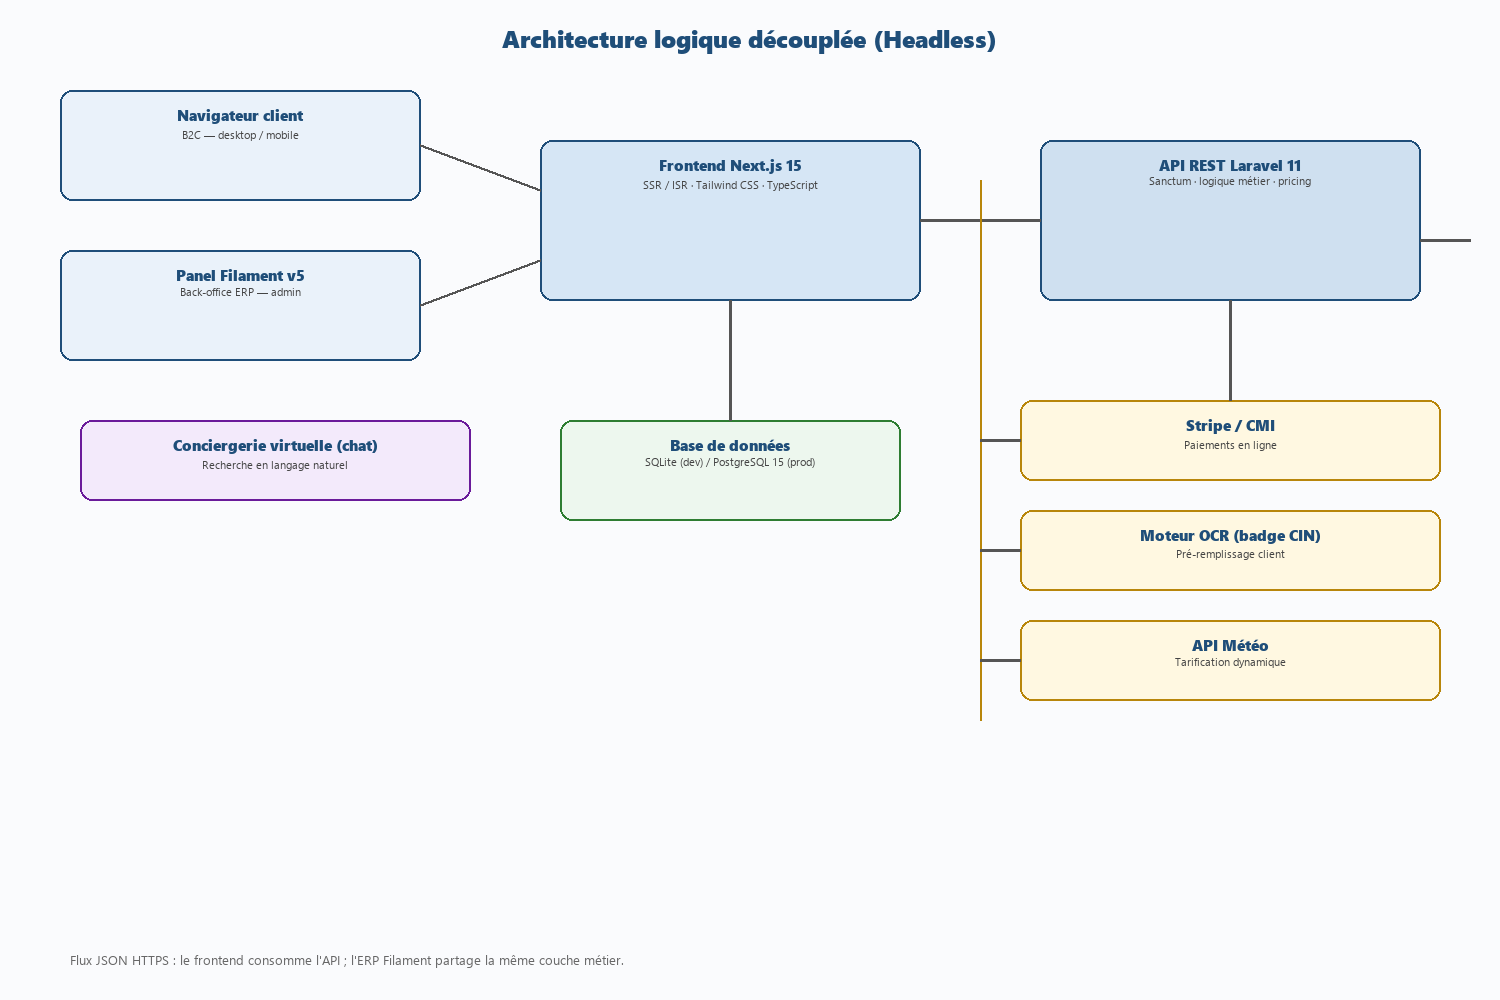 Architecture logique découplée (Headless)
Navigateur client
B2C — desktop / mobile
Panel Filament v5
Back-office ERP — admin
Frontend Next.js 15
SSR / ISR · Tailwind CSS · TypeScript
API REST Laravel 11
Sanctum · logique métier · pricing
Conciergerie virtuelle (chat)
Recherche en langage naturel
Base de données
SQLite (dev) / PostgreSQL 15 (prod)
Stripe / CMI
Paiements en ligne
Moteur OCR (badge CIN)
Pré-remplissage client
API Météo
Tarification dynamique
Flux JSON HTTPS : le frontend consomme l'API ; l'ERP Filament partage la même couche métier.